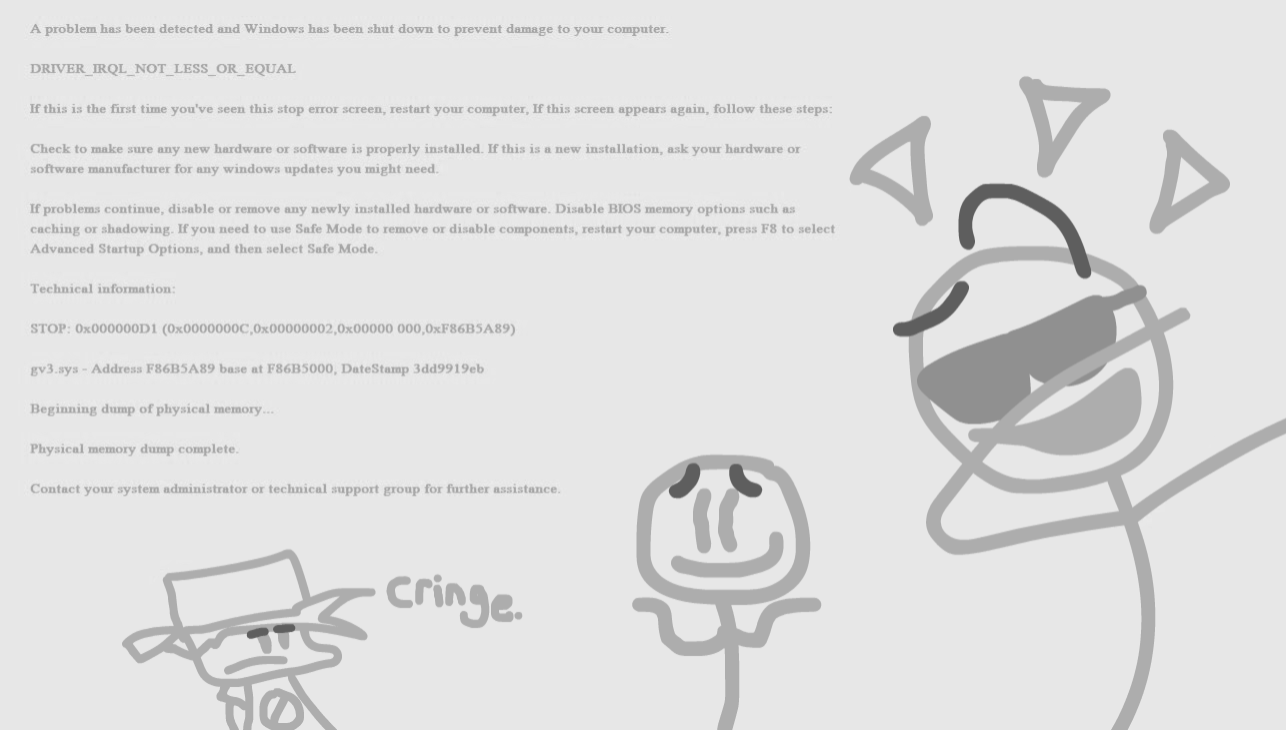 A problem has been detected and Windows has been shut down to prevent damage to your computer.
DRIVER_IRQL_NOT_LESS_OR_EQUAL
If this is the first time you've seen this stop error screen, restart your computer, If this screen appears again, follow these steps:
Check to make sure any new hardware or software is properly installed. If this is a new installation, ask your hardware or
software manufacturer for any windows updates you might need.
If problems continue, disable or remove any newly installed hardware or software. Disable BIOS memory options such as
caching or shadowing. If you need to use Safe Mode to remove or disable components, restart your computer, press F8 to select
Advanced Startup Options, and then select Safe Mode.
Technical information:
STOP: 0x000000D1 (0x0000000C,0x00000002,0x00000 000,0xF86B5A89)
gv3.sys - Address F86B5A89 base at F86B5000, DateStamp 3dd9919eb
Beginning dump of physical memory...
Physical memory dump complete.
Contact your system administrator or technical support group for further assistance.
Cringe.